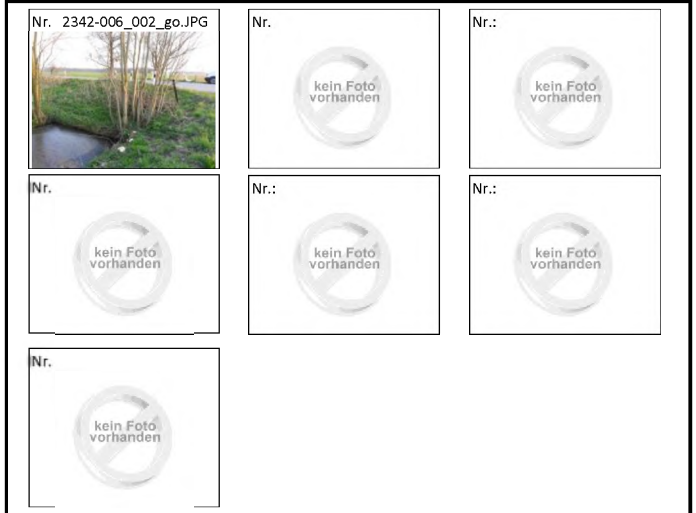 Nr. 2342-006_002_go.JPG
Nr.
kein Foto
vorhanden
Nr.:
kein Foto
vorhanden
Nr.
kein Foto
vorhanden
Nr.:
kein Foto
vorhanden
Nr.:
kein Foto
vorhanden
Nr.
kein Foto
vorhanden